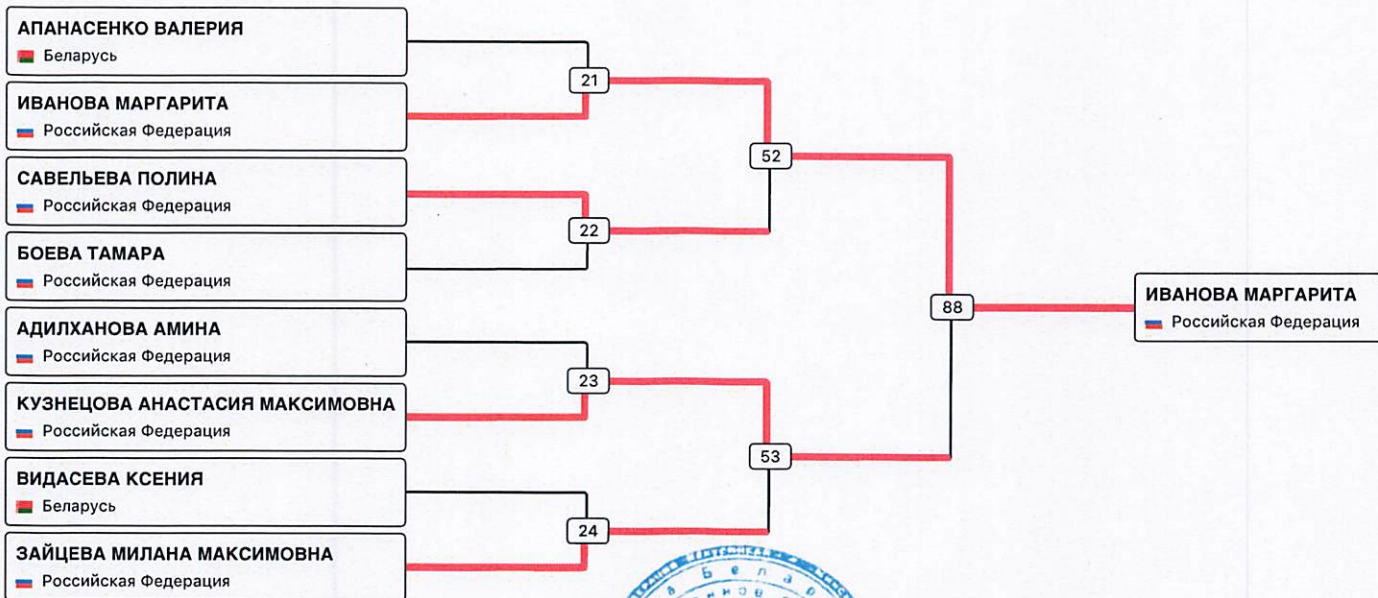 АПАНАСЕНКО ВАЛЕРИЯ
Беларусь
ИВАНОВА МАРГАРИТА
Российская Федерация
САВЕЛЬЕВА ПОЛИНА
Российская Федерация
БОЕВА ТАМАРА
Российская Федерация
АДИЛХАНОВА АМИНА
Российская Федерация
КУЗНЕЦОВА АНАСТАСИЯ МАКСИМОВНА
Российская Федерация
ВИДАСЕВА КСЕНИЯ
Беларусь
ЗАЙЦЕВА МИЛАНА МАКСИМОВНА
Российская Федерация
21
22
23
24
52
53
88
ИВАНОВА МАРГАРИТА
Российская Федерация